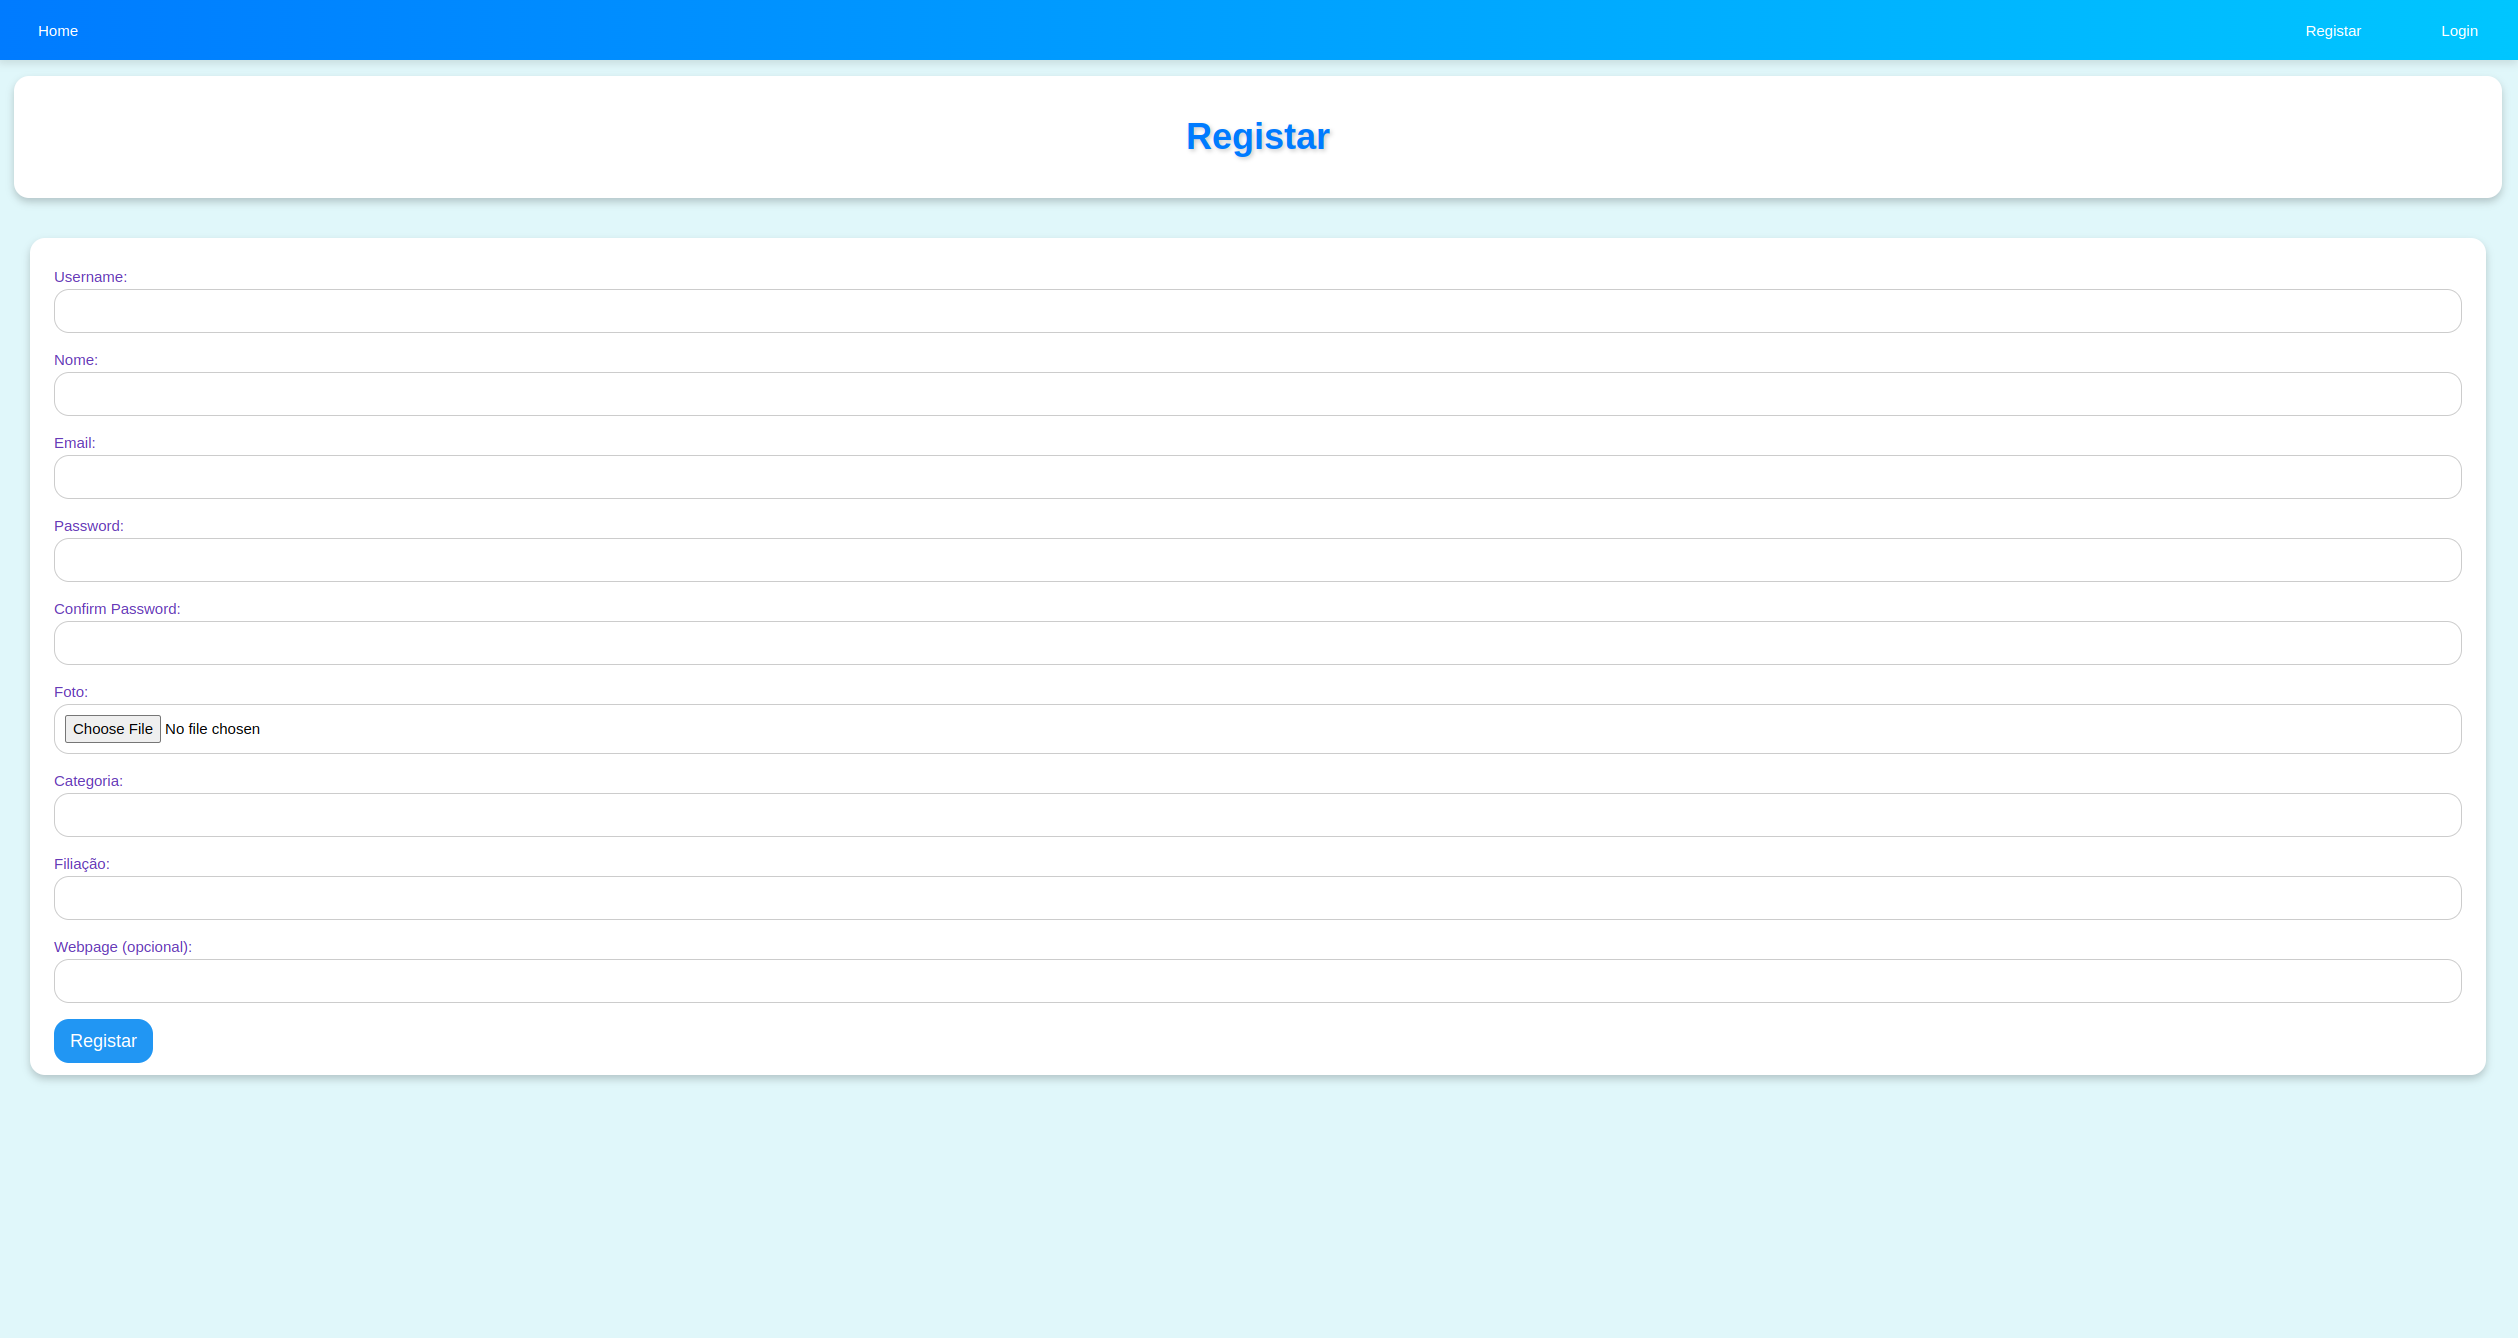 Home Registar Login
Registar
Username:
Nome:
Email:
Password:
Confirm Password:
Foto:
Choose File No file chosen
Categoria:
Filiação:
Webpage (opcional):
Registar